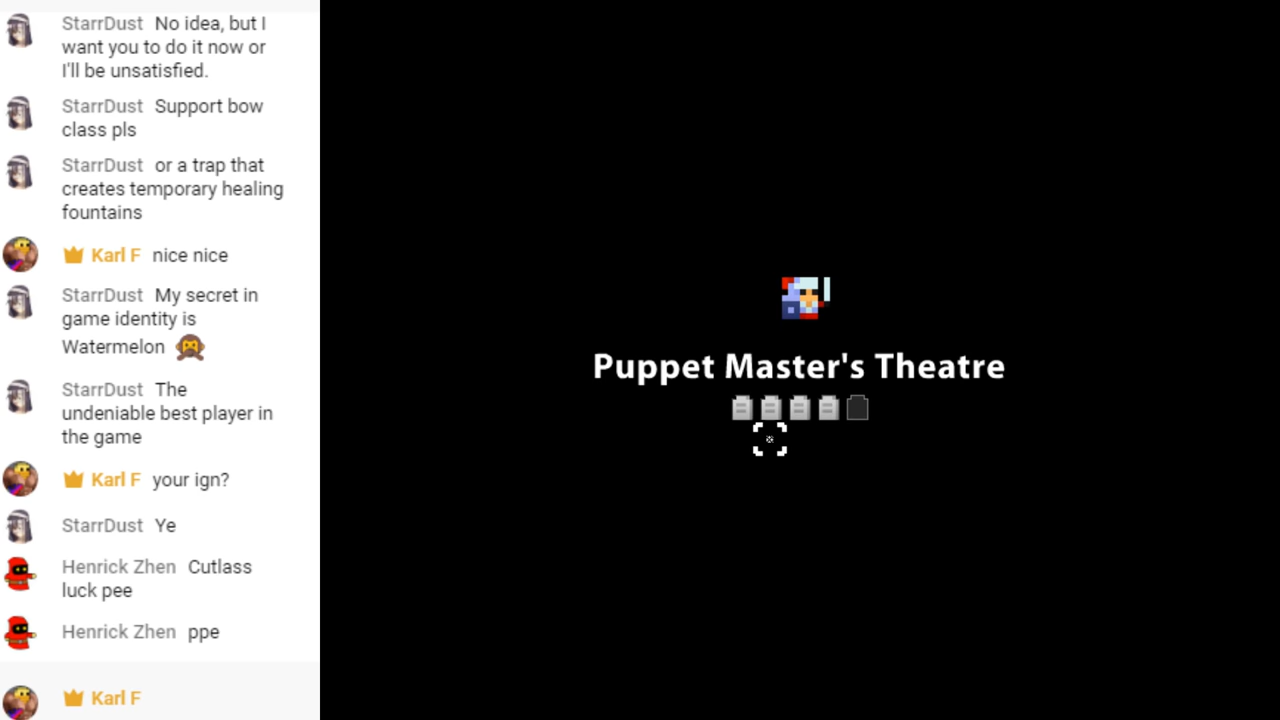 StarrDust No idea, but I
want you to do it now or
I'll be unsatisfied.
StarrDust Support bow
class pls
StarrDust or a trap that
creates temporary healing
fountains
Karl F nice nice
StarrDust My secret in
game identity is
Watermelon
StarrDust The
undeniable best player in
the game
Karl F your ign?
StarrDust Ye
Henrick Zhen Cutlass
luck pee
Henrick Zhen ppe
Karl F
Puppet Master's Theatre